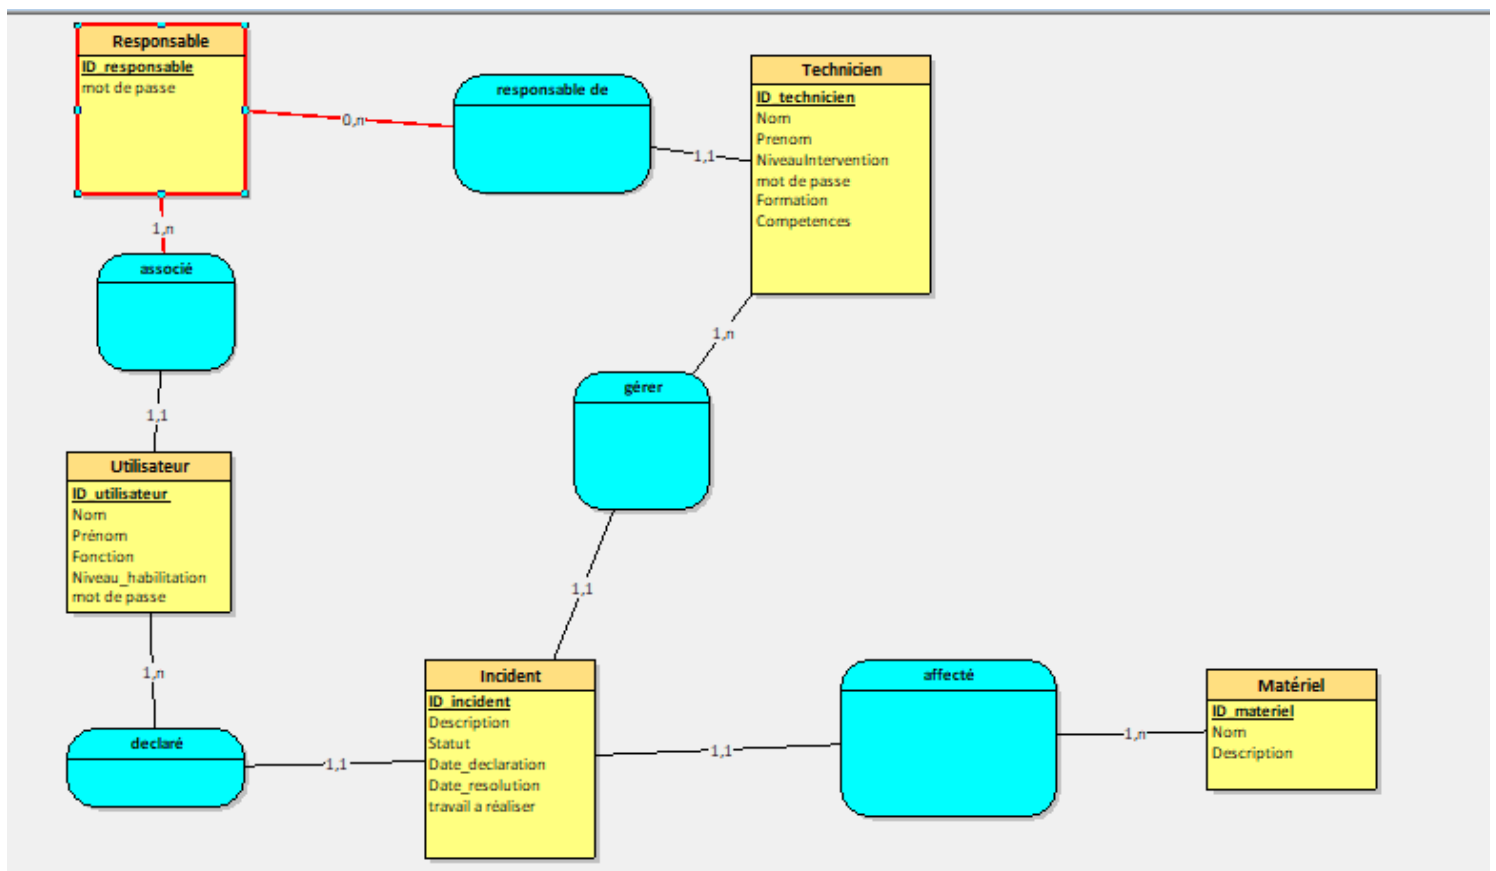 Responsable
ID_responsable
mot de passe
0,n
responsable de
1,1
Technicien
ID_technicien
Nom
Prenom
NiveauIntervention
mot de passe
Formation
Competences
1,n
associé
1,1
1,n
gérer
1,1
Utilisateur
ID_utilisateur
Nom
Prénom
Fonction
Niveau_habilitation
mot de passe
1,n
declaré
1,1
Incident
ID_incident
Description
Statut
Date_declaration
Date_resolution
travail a réaliser
1,1
affecté
1,n
Matériel
ID_materiel
Nom
Description